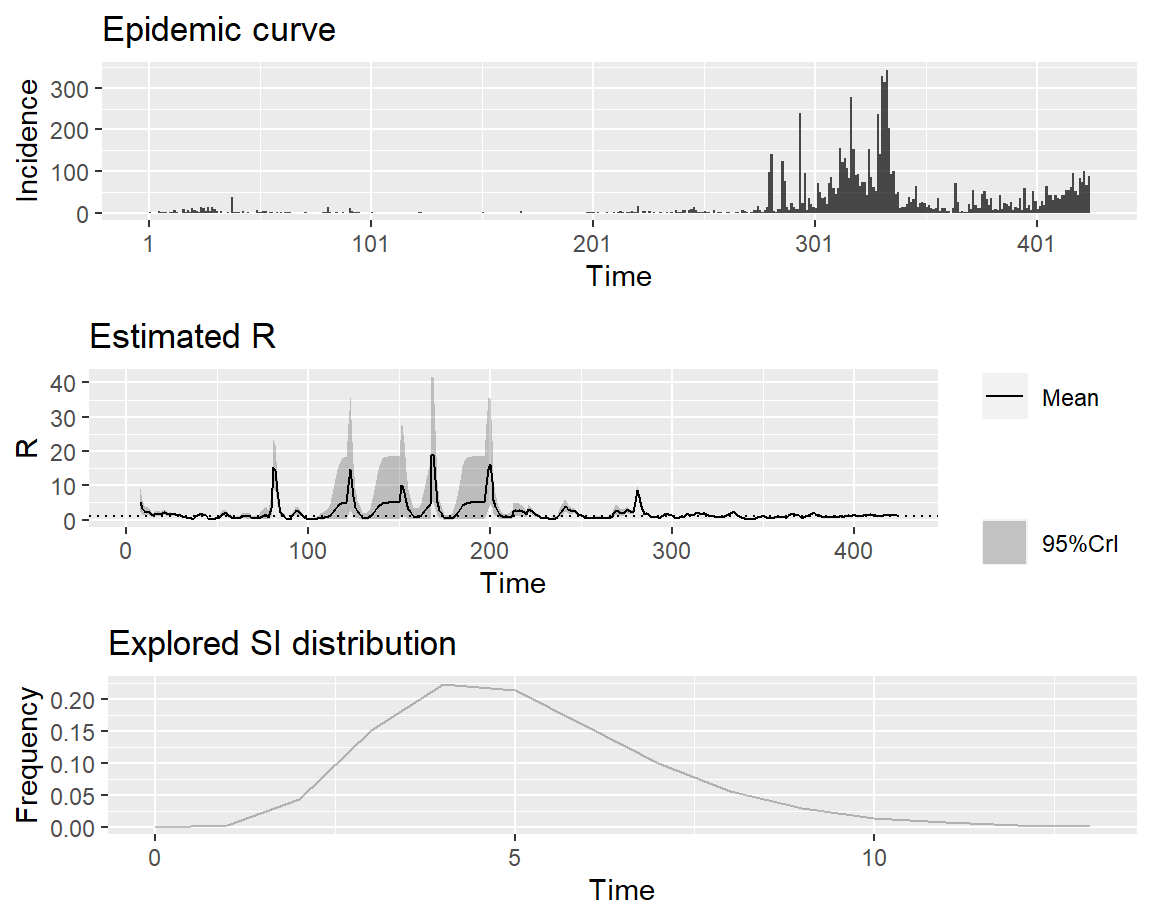 Epidemic curve
Incidence
300
200
100
0
1 101 201 301 401
Time
Estimated R
R
40
30
20
10
0
0 100 200 300 400
Time
Mean
95%CrI
Explored SI distribution
Frequency
0.20
0.15
0.10
0.05
0.00
0 5 10
Time